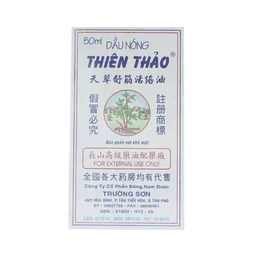 50ml DẦU NÓNG
THIÊN THẢO®
天草舒筋活络油
假冒必究
註册商標
長山高級藥油配藥廠
FOR EXTERNAL USE ONLY
全國各大药房均有代售
Công Ty Cổ Phần Đông Nam Dược
TRƯỜNG SƠN